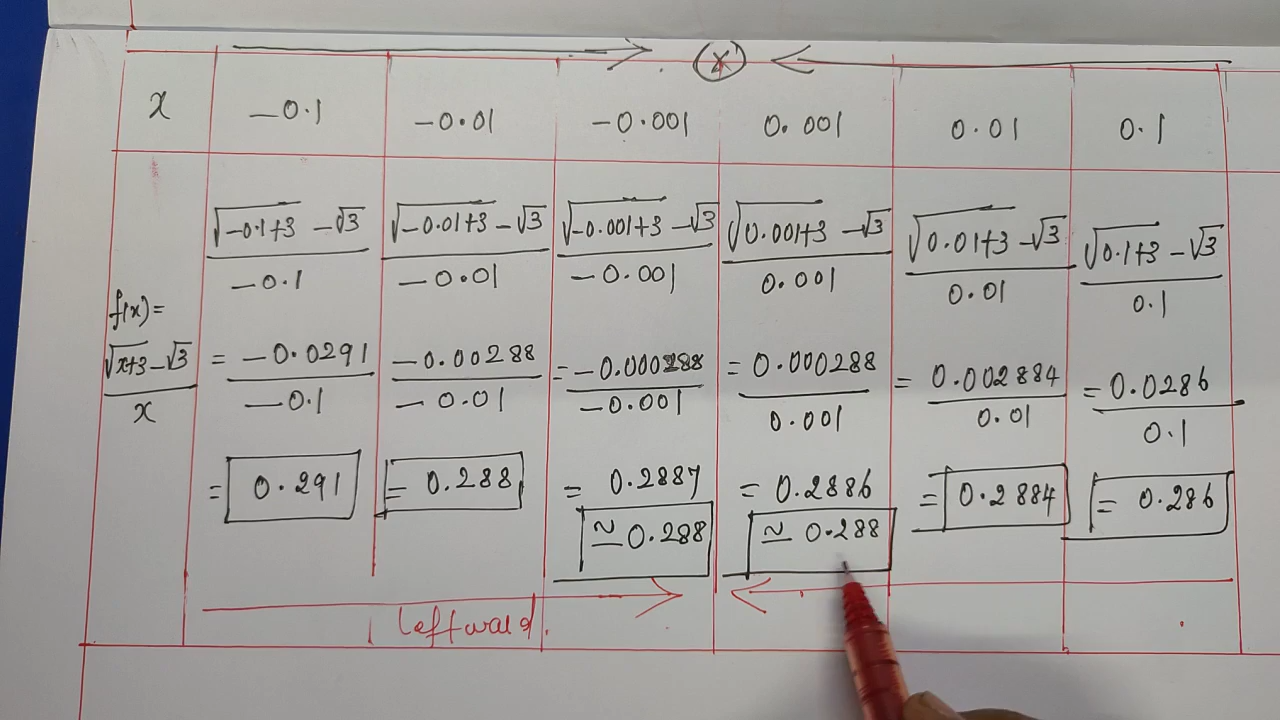 x -0.1 -0.01 -0.001 0.001 0.01 0.1
f(x)= √x+3 -√3 / x
√-0.1+3 -√3 / -0.1
= -0.0291 / -0.1
= 0.291
√-0.01+3 -√3 / -0.01
-0.00288 / -0.01
= 0.288
√-0.001+3 -√3 / -0.001
= -0.000288 / -0.001
= 0.2887
≃ 0.288
√0.001+3 -√3 / 0.001
= 0.000288 / 0.001
= 0.2886
≃ 0.288
√0.01+3 -√3 / 0.01
= 0.002884 / 0.01
= 0.2884
√0.1+3 -√3 / 0.1
= 0.0286 / 0.1
= 0.286